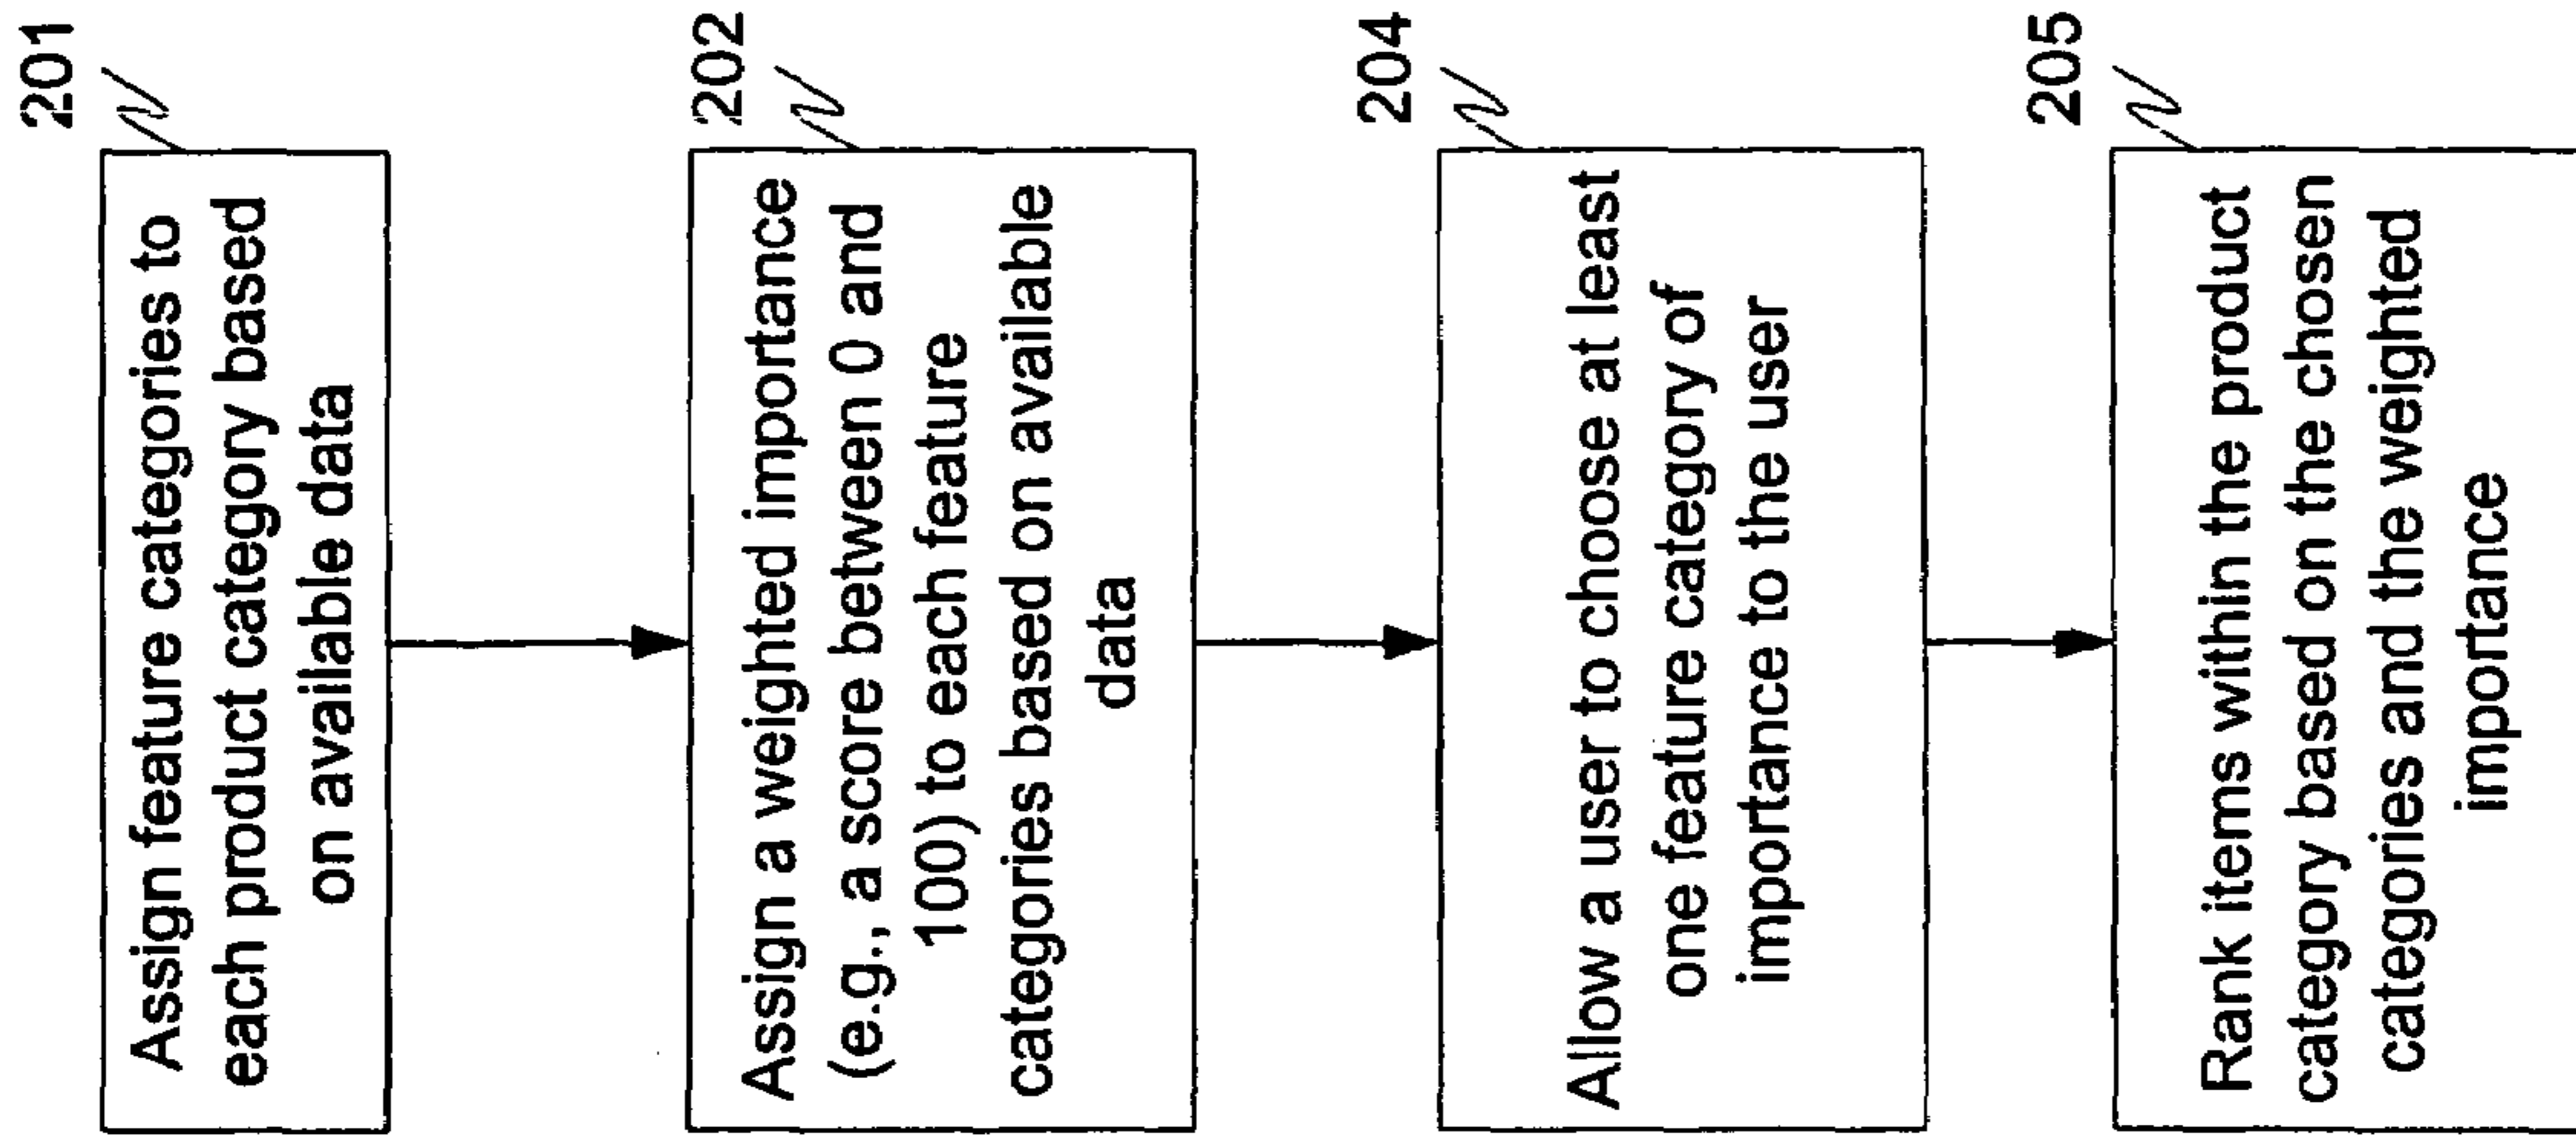 201
Assign feature categories to
each product category based
on available data
202
Assign a weighted importance
(e.g., a score between 0 and
100) to each feature
categories based on available
data
204
Allow a user to choose at least
one feature category of
importance to the user
205
Rank items within the product
category based on the chosen
categories and the weighted
importance